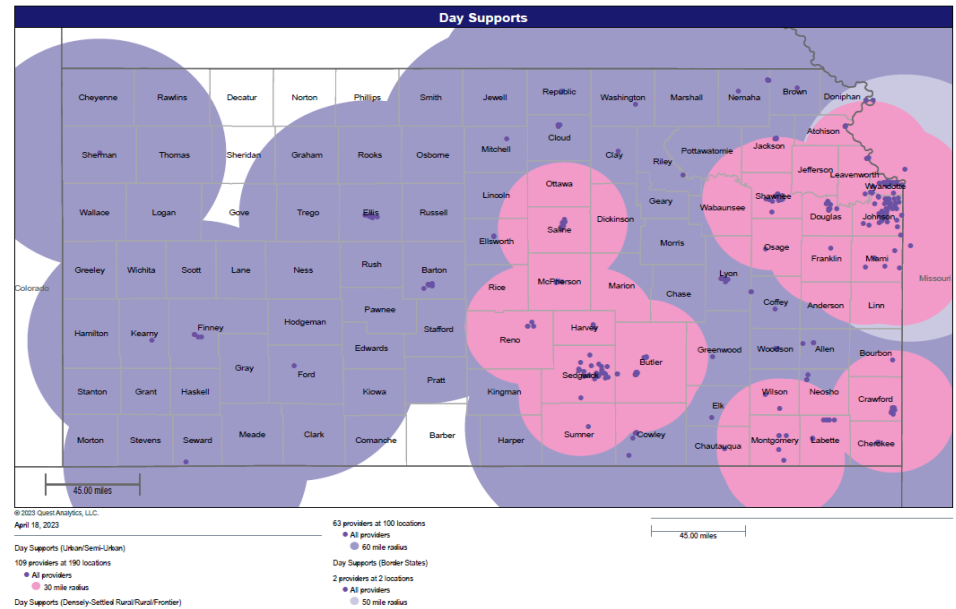 Day Supports
Cheyenne Rawlins Decatur Norton Phillips Smith Jewell Republic Washington Marshall Nemaha Brown Doniphan
Atchison
Sherman Thomas Sheridan Graham Rooks Osborne Mitchell Cloud Clay Riley Pottawatomie Jackson
Jefferson Leavenworth
Wyandotte
Wallace Logan Gove Trego Ellis Russell Lincoln Ottawa Geary Wabaunsee Shawnee Douglas Johnson
Saline Dickinson
Ellsworth Morris Osage Franklin Miami
Greeley Wichita Scott Lane Ness Rush Barton Lyon
Colorado Rice McPherson Marion Chase Coffey Anderson Linn Missouri
Hamilton Kearny Finney Hodgeman Pawnee Stafford Reno Harvey
Gray Edwards Greenwood Woodson Allen Bourbon
Ford Sedgwick Butler
Stanton Grant Haskell Kiowa Pratt Kingman Elk Wilson Neosho Crawford
Morton Stevens Seward Meade Clark Comanche Barber Harper Sumner Cowley Chautauqua Montgomery Labette Cherokee
45.00 miles
© 2023 Quest Analytics, LLC.
April 18, 2023
Day Supports (Urban/Semi-Urban)
109 providers at 190 locations
All providers
30 mile radius
Day Supports (Densely-Settled Rural/Rural/Frontier)
63 providers at 100 locations
All providers
60 mile radius
Day Supports (Border States)
2 providers at 2 locations
All providers
50 mile radius
45.00 miles